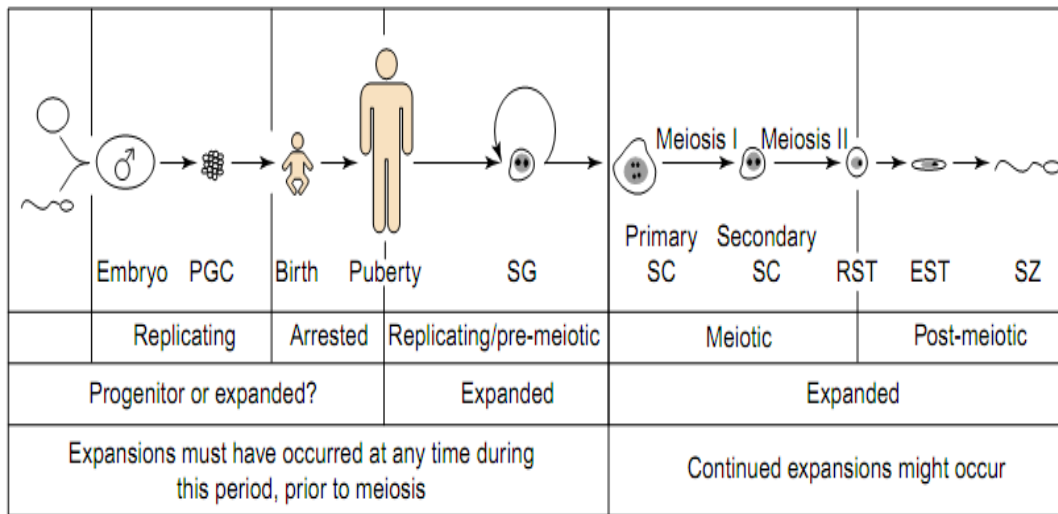 Meiosis I Meiosis II
Primary Secondary
Embryo PGC Birth Puberty SG SC SC RST EST SZ
Replicating Arrested Replicating/pre-meiotic Meiotic Post-meiotic
Progenitor or expanded? Expanded Expanded
Expansions must have occurred at any time during
this period, prior to meiosis
Continued expansions might occur